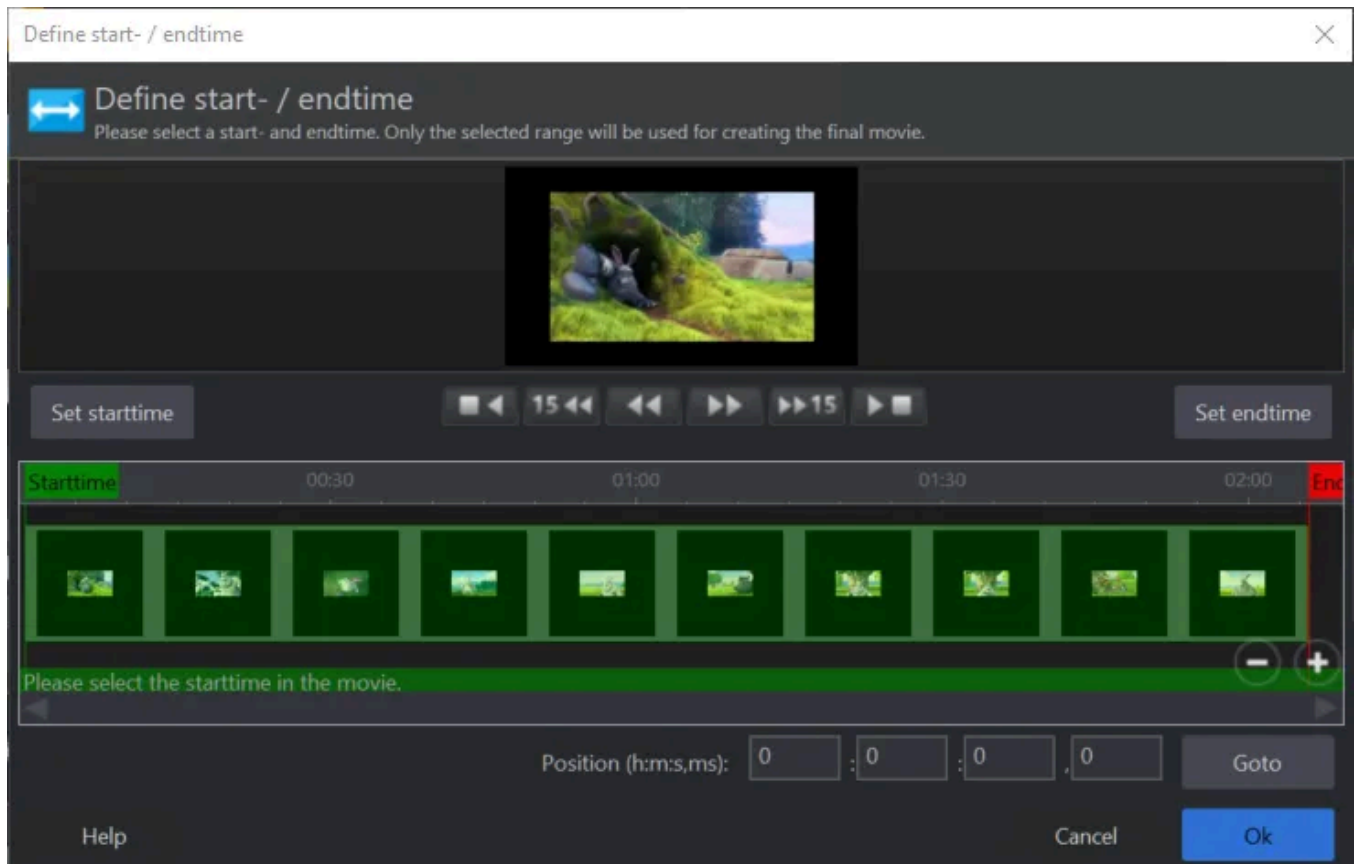 Define start- / endtime
Define start- / endtime
Please select a start- and endtime. Only the selected range will be used for creating the final movie.
Set starttime
15
15
Set endtime
Starttime
00:30
01:00
01:30
02:00
End
Please select the starttime in the movie.
Position (h:m:s,ms): 0 : 0 : 0 , 0 Goto
Help
Cancel
Ok